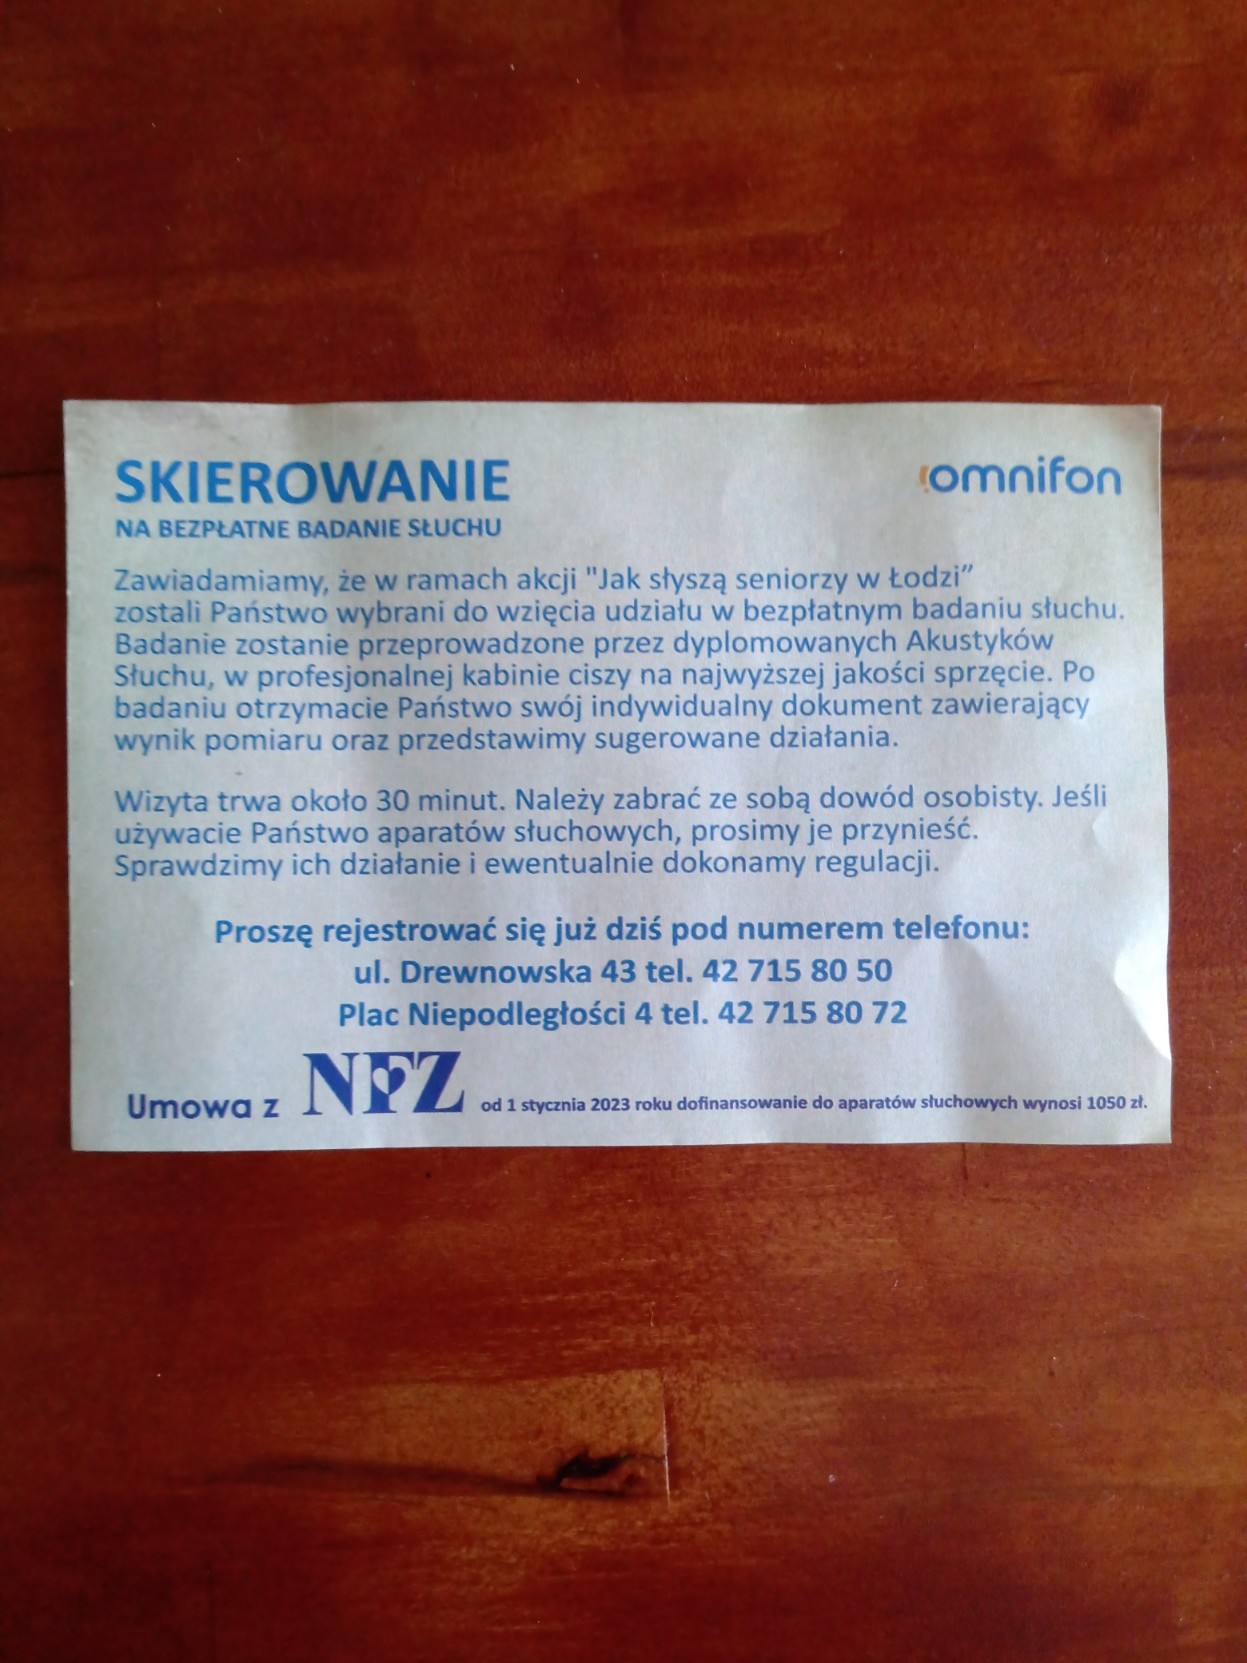 SKIEROWANIE
omnifon
NA BEZPŁATNE BADANIE SŁUCHU
Zawiadamiamy, że w ramach akcji "Jak słyszą seniorzy w Łodzi”
zostali Państwo wybrani do wzięcia udziału w bezpłatnym badaniu słuchu.
Badanie zostanie przeprowadzone przez dyplomowanych Akustyków
Słuchu, w profesjonalnej kabinie ciszy na najwyższej jakości sprzęcie. Po
badaniu otrzymacie Państwo swój indywidualny dokument zawierający
wynik pomiaru oraz przedstawimy sugerowane działania.
Wizyta trwa około 30 minut. Należy zabrać ze sobą dowód osobisty. Jeśli
używacie Państwo aparatów słuchowych, prosimy je przynieść.
Sprawdzimy ich działanie i ewentualnie dokonamy regulacji.
Proszę rejestrować się już dziś pod numerem telefonu:
ul. Drewnowska 43 tel. 42 715 80 50
Plac Niepodległości 4 tel. 42 715 80 72
Umowa z NFZ od 1 stycznia 2023 roku dofinansowanie do aparatów słuchowych wynosi 1050 zł.